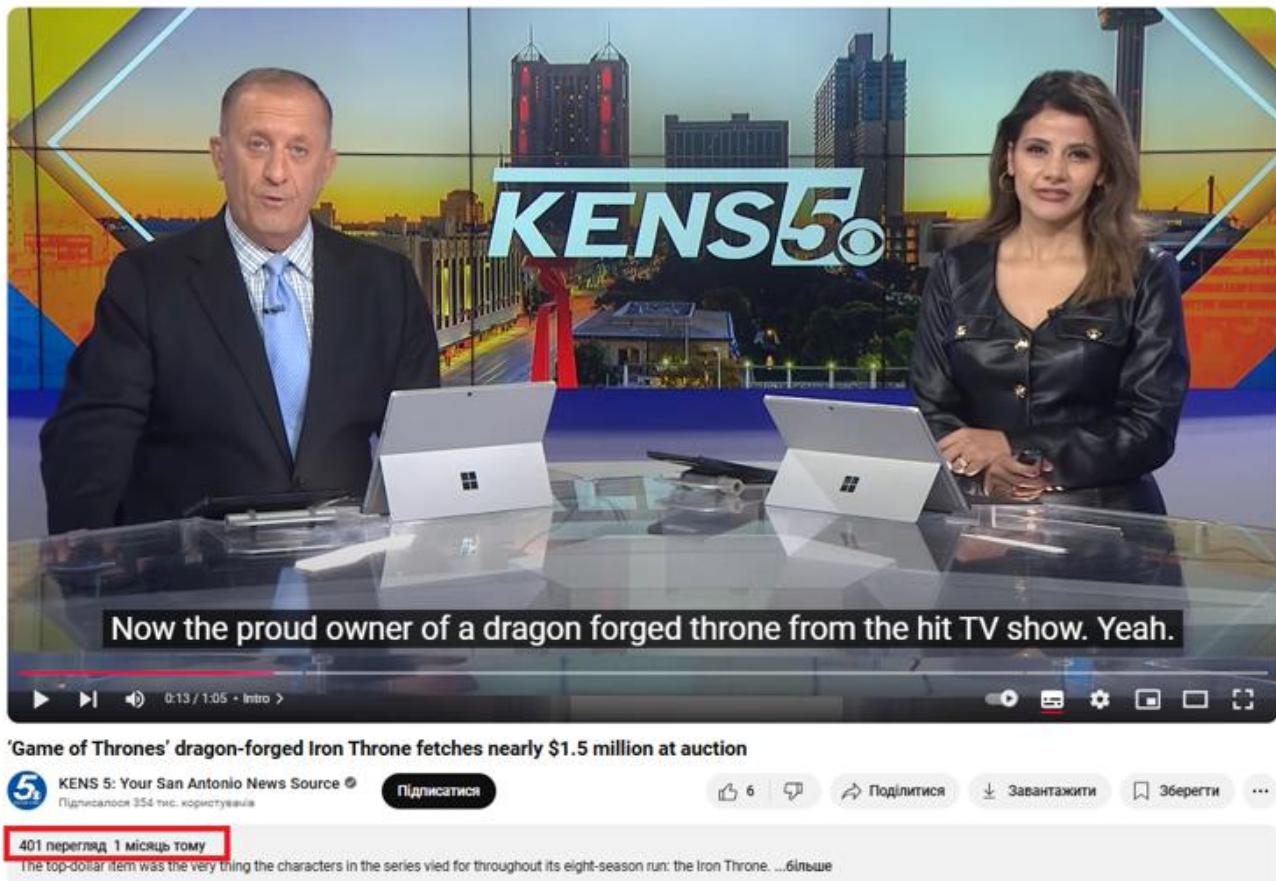 KENS 5
Now the proud owner of a dragon forged throne from the hit TV show. Yeah.
0:13 / 1:05 • Intro >
'Game of Thrones' dragon-forged Iron Throne fetches nearly $1.5 million at auction
5 KENS 5: Your San Antonio News Source Підписатися 6 Поділитися Завантажити Зберегти ...
Підписалося 354 тис. користувачів
401 перегляд 1 місяць тому
The top-dollar item was the very thing the characters in the series vied for throughout its eight-season run: the Iron Throne. ...більше